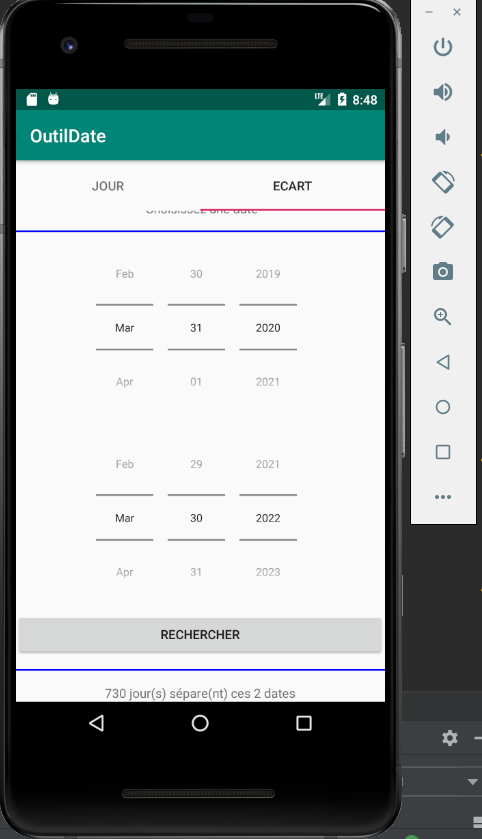 LTE 8:48
OutilDate
JOUR ECART
Choisissez une date
Feb 30 2019
Mar 31 2020
Apr 01 2021
Feb 29 2021
Mar 30 2022
Apr 31 2023
RECHERCHER
730 jour(s) sépare(nt) ces 2 dates